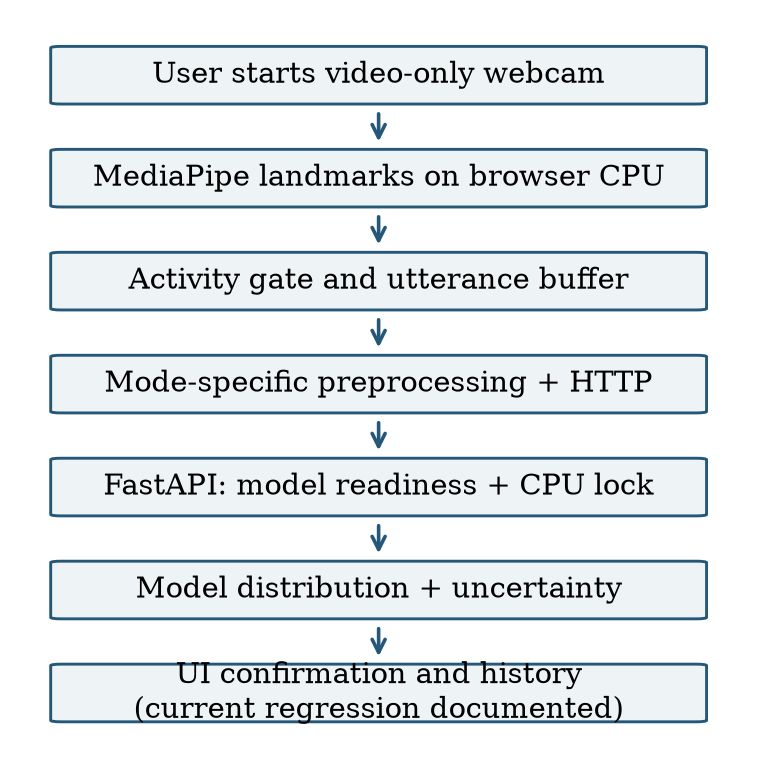 User starts video-only webcam
MediaPipe landmarks on browser CPU
Activity gate and utterance buffer
Mode-specific preprocessing + HTTP
FastAPI: model readiness + CPU lock
Model distribution + uncertainty
UI confirmation and history
(current regression documented)